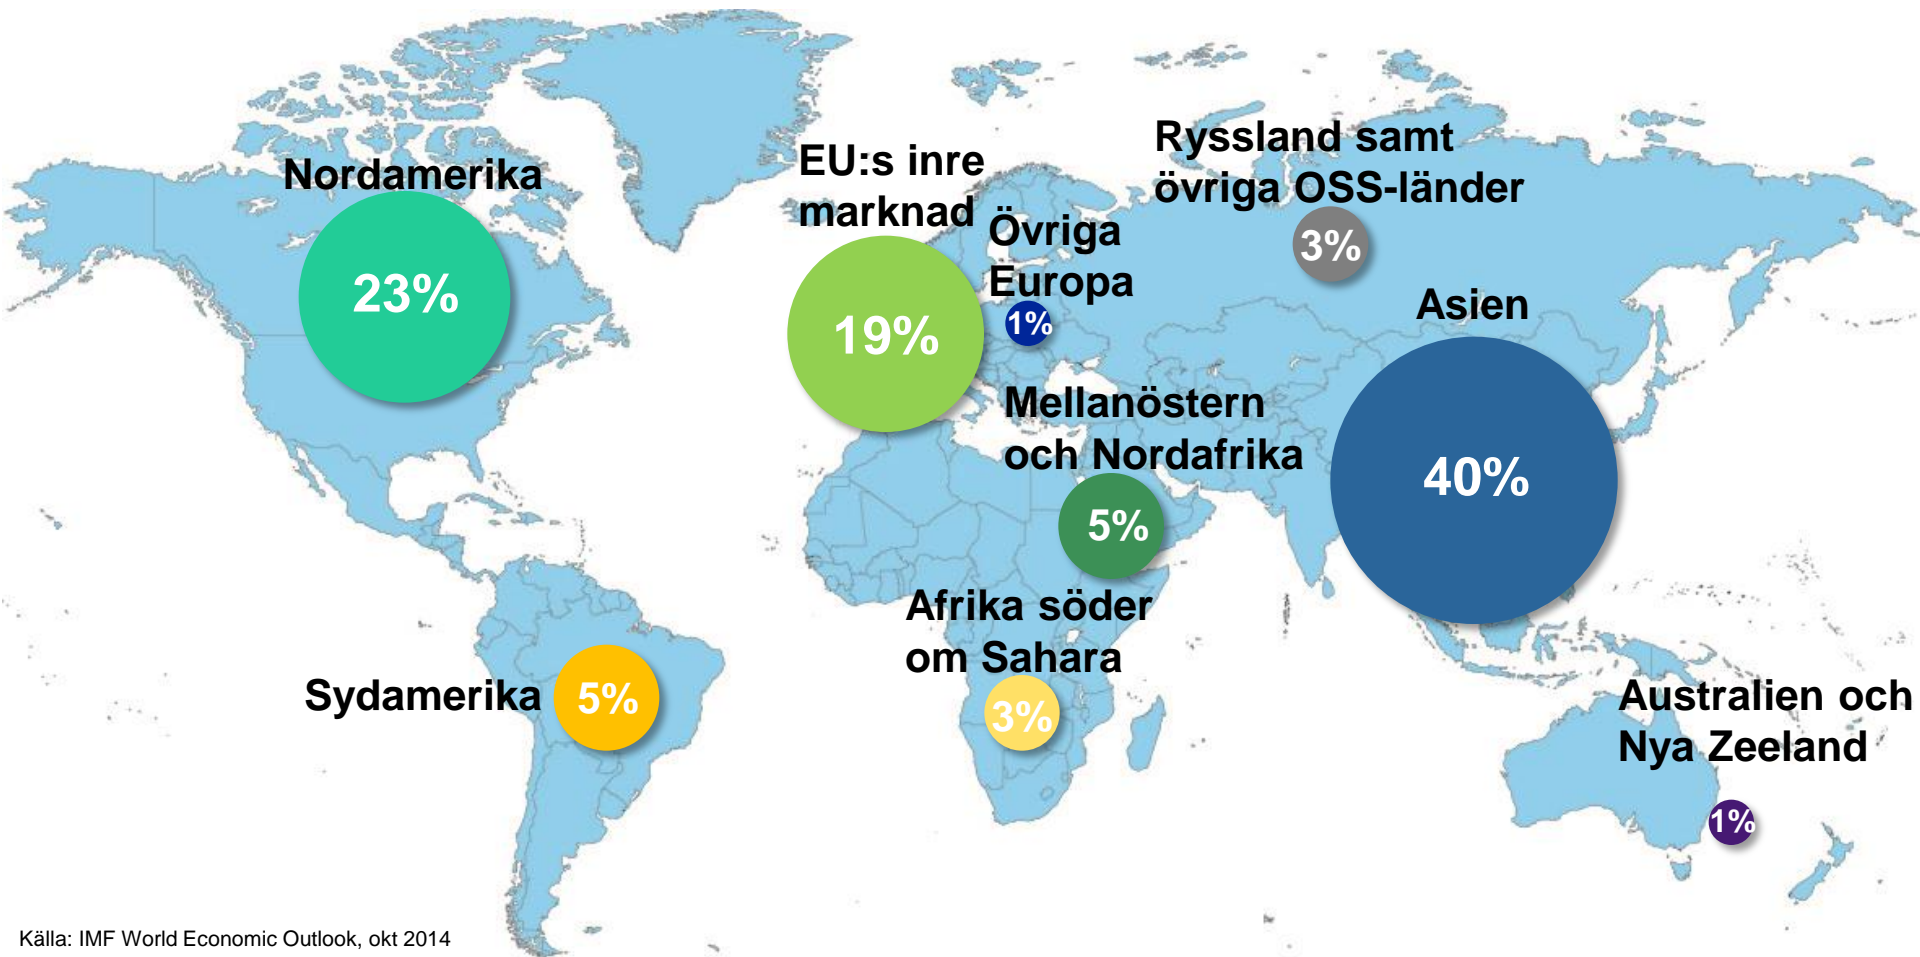 Nordamerika
23%
EU:s inre
marknad
19%
Övriga
Europa
1%
Ryssland samt
övriga OSS-länder
3%
Asien
40%
Mellanöstern
och Nordafrika
5%
Afrika söder
om Sahara
3%
Sydamerika
5%
Australien och
Nya Zeeland
1%
Källa: IMF World Economic Outlook, okt 2014